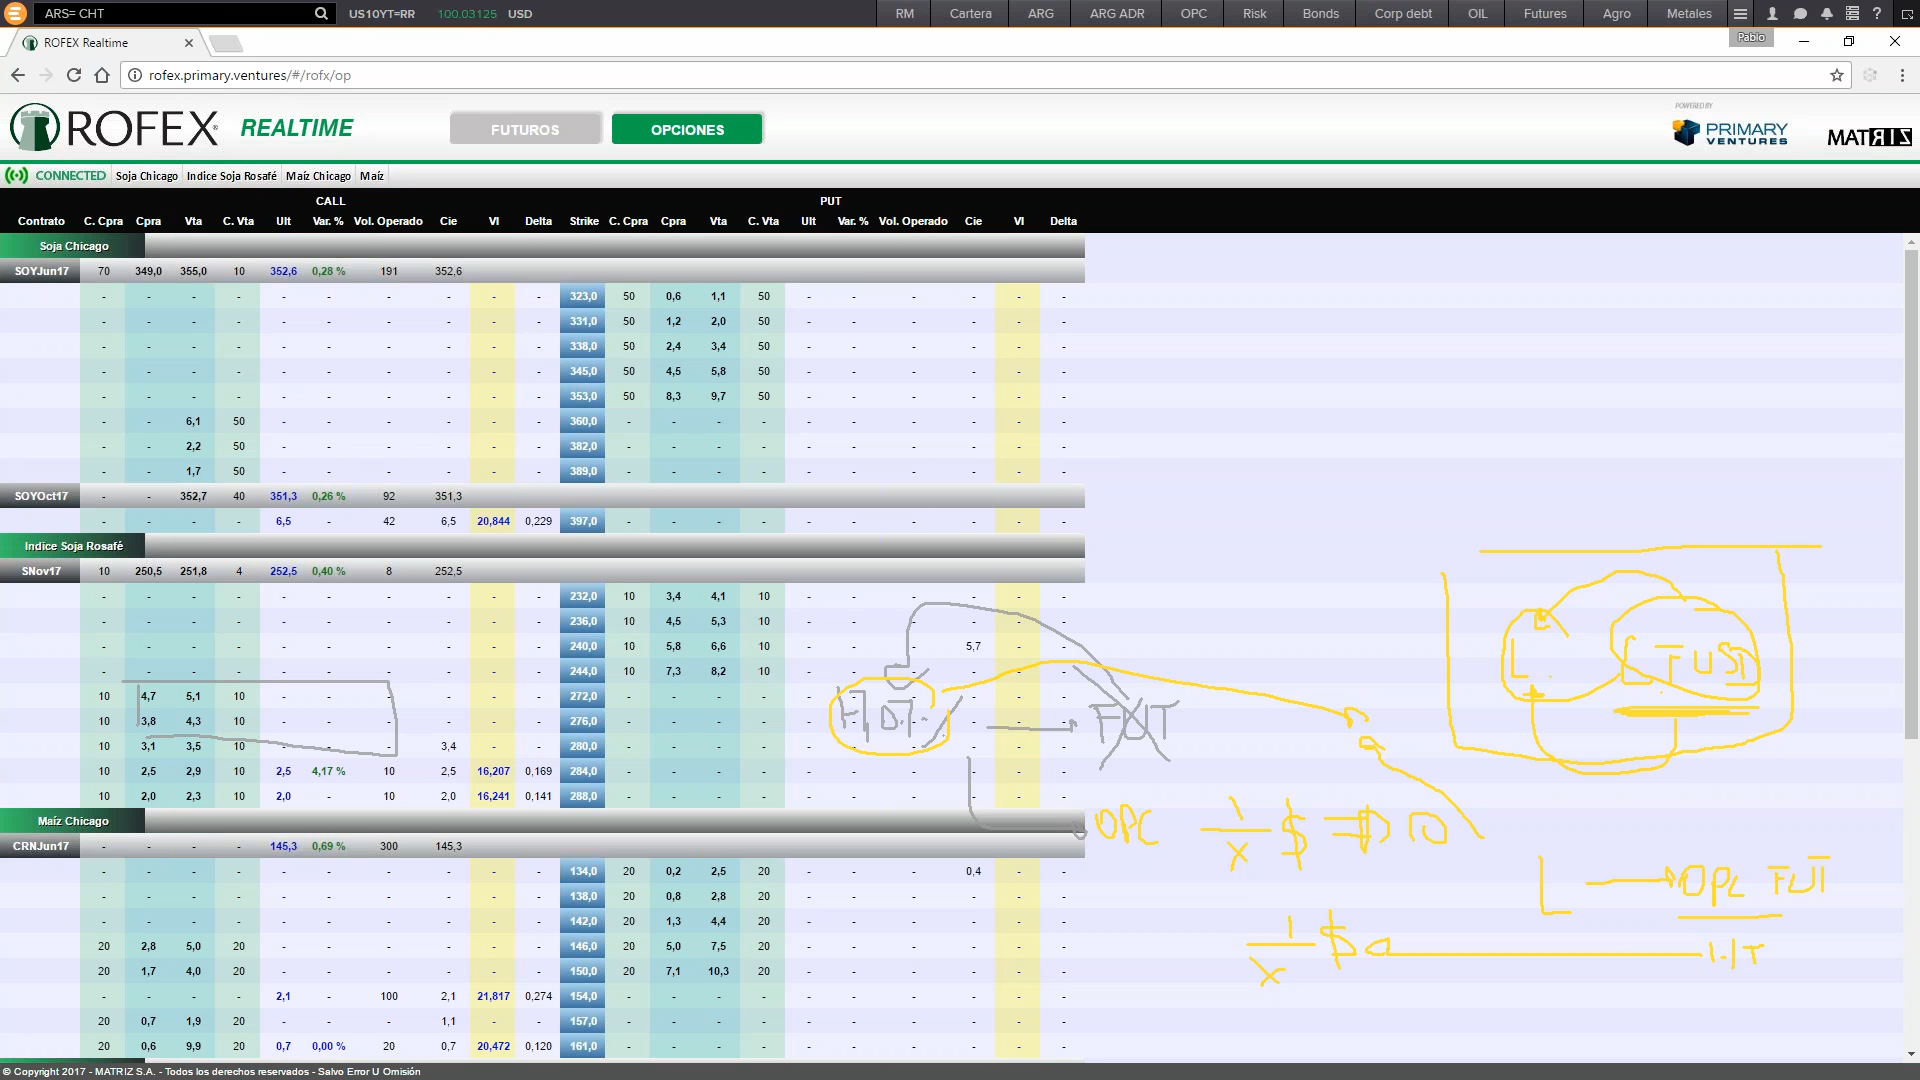 ARS= CHT US10YT=RR 100.03125 USD RM Cartera ARG ARG ADR OPC Risk Bonds Corp debt OIL Futures Agro Metales ?
ROFEX Realtime Pablo
rofex.primary.ventures/#/rofx/op
ROFEX REALTIME FUTUROS OPCIONES POWERED BY PRIMARY VENTURES MATRIZ
CONNECTED Soja Chicago Indice Soja Rosafé Maíz Chicago Maíz
CALL PUT
Contrato C. Cpra Cpra Vta C. Vta Ult Var. % Vol. Operado Cie VI Delta Strike C. Cpra Cpra Vta C. Vta Ult Var. % Vol. Operado Cie VI Delta
Soja Chicago
SOYJun17 70 349,0 355,0 10 352,6 0,28 % 191 352,6
- - - - - - - - - - 323,0 50 0,6 1,1 50 - - - - - -
- - - - - - - - - - 331,0 50 1,2 2,0 50 - - - - - -
- - - - - - - - - - 338,0 50 2,4 3,4 50 - - - - - -
- - - - - - - - - - 345,0 50 4,5 5,8 50 - - - - - -
- - - - - - - - - - 353,0 50 8,3 9,7 50 - - - - - -
- - 6,1 50 - - - - - - 360,0 - - - - - - - - - -
- - 2,2 50 - - - - - - 382,0 - - - - - - - - - -
- - 1,7 50 - - - - - - 389,0 - - - - - - - - - -
SOYOct17 - - 352,7 40 351,3 0,26 % 92 351,3
- - - - 6,5 - 42 6,5 20,844 0,229 397,0 - - - - - - - - - -
Indice Soja Rosafé
SNov17 10 250,5 251,8 4 252,5 0,40 % 8 252,5
- - - - - - - - - - 232,0 10 3,4 4,1 10 - - - - - -
- - - - - - - - - - 236,0 10 4,5 5,3 10 - - - - - -
- - - - - - - - - - 240,0 10 5,8 6,6 10 - - - 5,7 - -
- - - - - - - - - - 244,0 10 7,3 8,2 10 - - - - - -
L
10 4,7 5,1 10 - - - - - - 272,0 - - - - - - - - - -
10 3,8 4,3 10 - - - - - - 276,0 - - - - - - - - - -
FUT
10 3,1 3,5 10 - - - 3,4 - - 280,0 - - - - - - - - - -
10 2,5 2,9 10 2,5 4,17 % 10 2,5 16,207 0,169 284,0 - - - - - - - - - -
10 2,0 2,3 10 2,0 - 10 2,0 16,241 0,141 288,0 - - - - - - - - - -
Maíz Chicago
OPC 1/x $
CRNJun17 - - - - 145,3 0,69 % 300 145,3
- - - - - - - - - - 134,0 20 0,2 2,5 20 - - - 0,4 - -
L OPC FUT
- - - - - - - - - - 138,0 20 0,8 2,8 20 - - - - - -
- - - - - - - - - - 142,0 20 1,3 4,4 20 - - - - - -
20 2,8 5,0 20 - - - - - - 146,0 20 5,0 7,5 20 - - - - - -
1/x $
20 1,7 4,0 20 - - - - - - 150,0 20 7,1 10,3 20 - - - - - -
- - - - 2,1 - 100 2,1 21,817 0,274 154,0 - - - - - - - - - -
20 0,7 1,9 20 - - - 1,1 - - 157,0 - - - - - - - - - -
20 0,6 9,9 20 0,7 0,00 % 20 0,7 20,472 0,120 161,0 - - - - - - - - - -
© Copyright 2017 - MATRIZ S.A. - Todos los derechos reservados - Salvo Error U Omisión